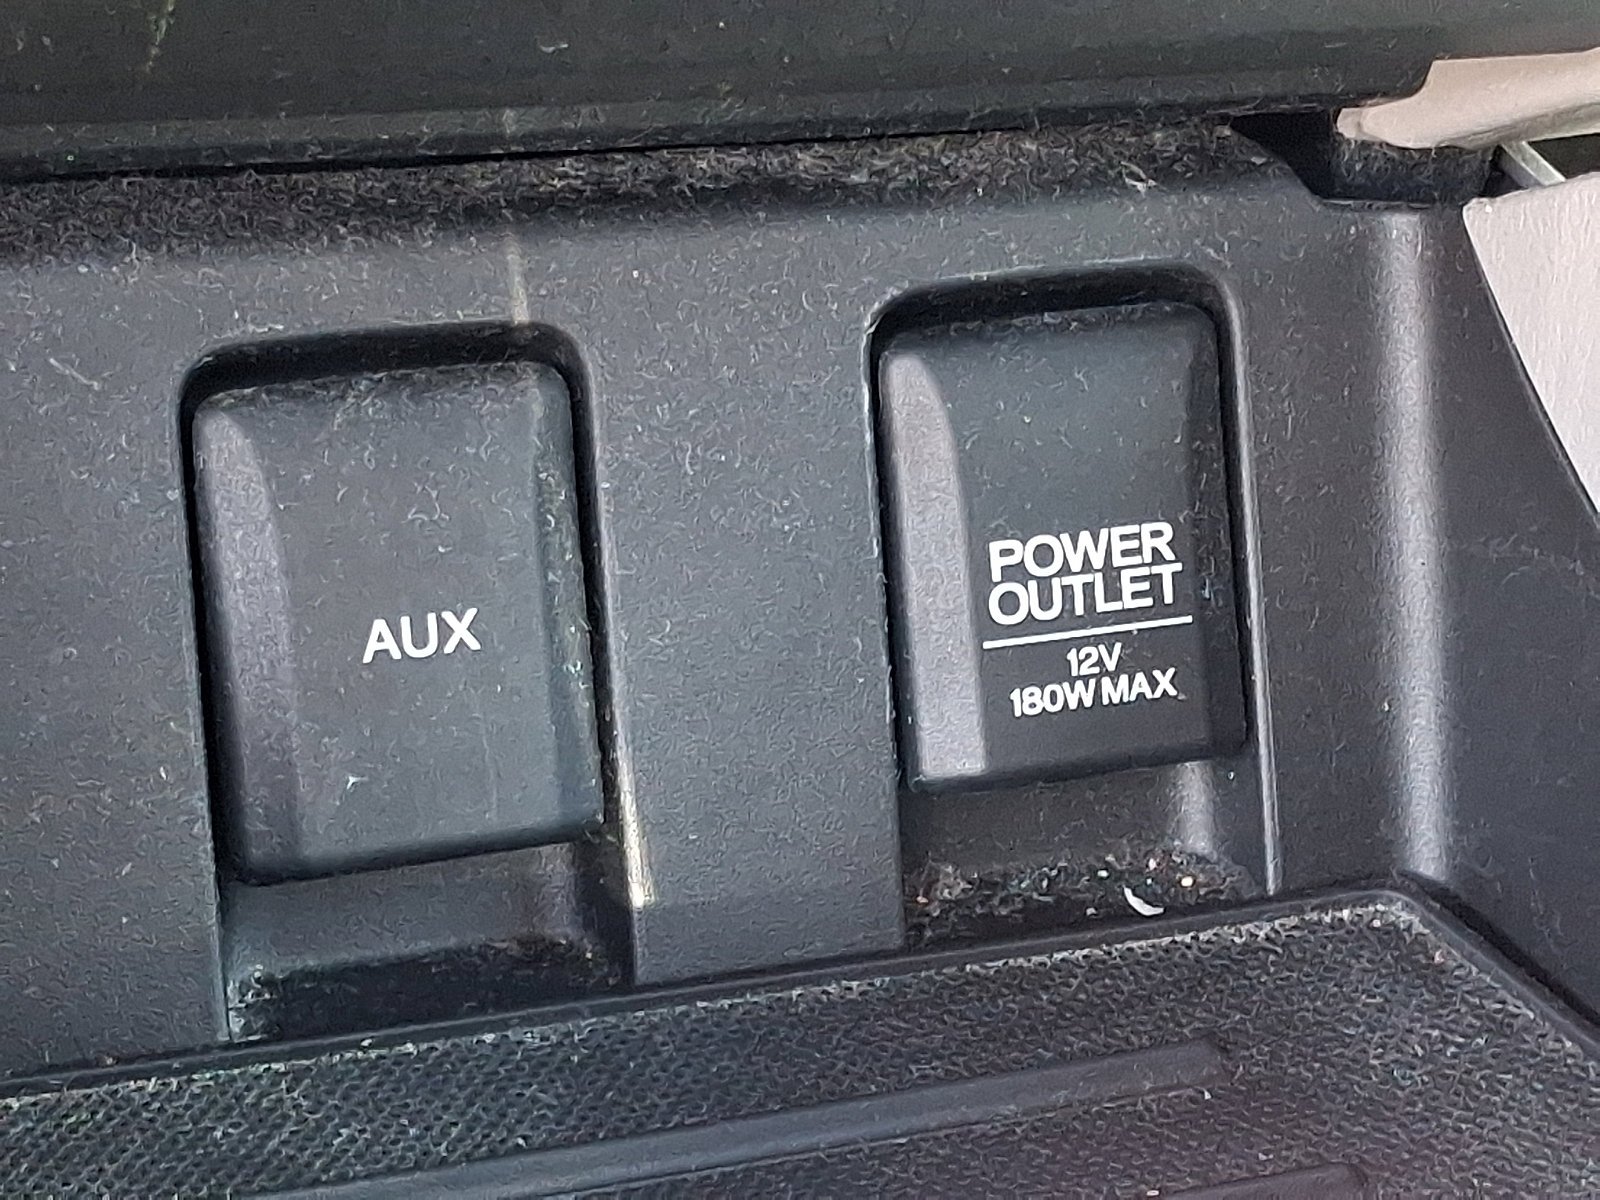 AUX
POWER
OUTLET
12V
180W MAX